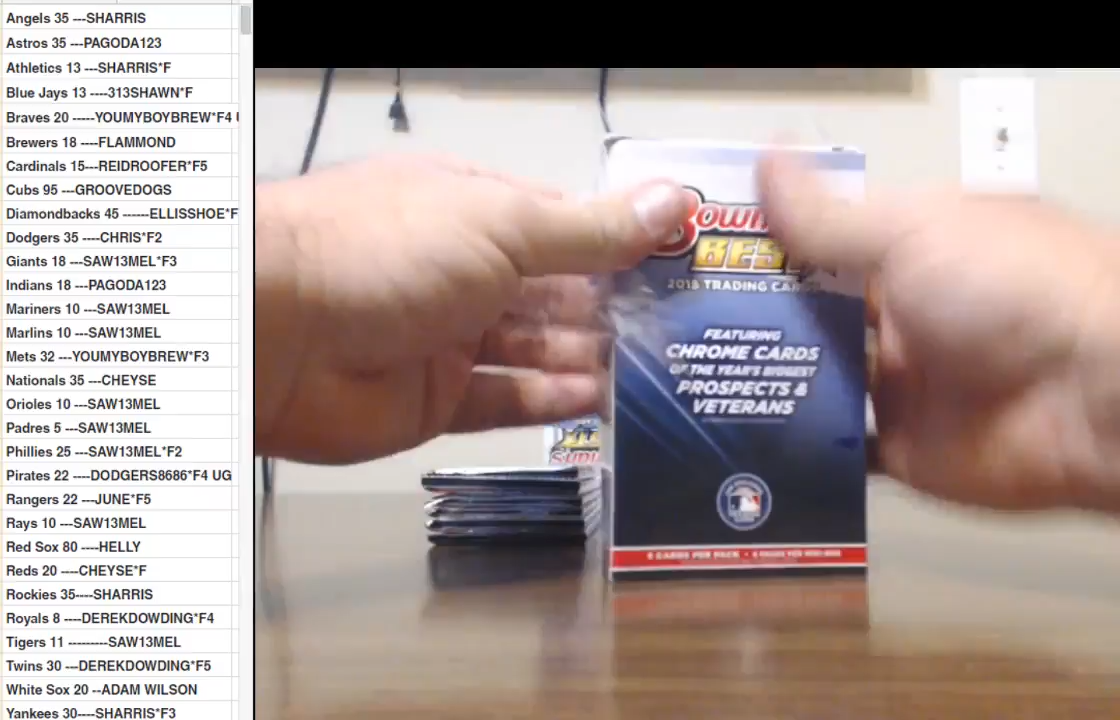 Angels 35 ---SHARRIS
Astros 35 ---PAGODA123
Athletics 13 ---SHARRIS*F
Blue Jays 13 ----313SHAWN*F
Braves 20 -----YOUMYBOYBREW*F4
Brewers 18 ----FLAMMOND
Cardinals 15---REIDROOFER*F5
Cubs 95 ---GROOVEDOGS
Diamondbacks 45 ------ELLISSHOE*F
Dodgers 35 ----CHRIS*F2
Giants 18 ---SAW13MEL*F3
Indians 18 ---PAGODA123
Mariners 10 ---SAW13MEL
Marlins 10 ---SAW13MEL
Mets 32 ---YOUMYBOYBREW*F3
Nationals 35 ---CHEYSE
Orioles 10 ---SAW13MEL
Padres 5 ---SAW13MEL
Phillies 25 ---SAW13MEL*F2
Pirates 22 ----DODGERS8686*F4 UG
Rangers 22 ---JUNE*F5
Rays 10 ---SAW13MEL
Red Sox 80 ----HELLY
Reds 20 ----CHEYSE*F
Rockies 35----SHARRIS
Royals 8 ----DEREKDOWDING*F4
Tigers 11 ---------SAW13MEL
Twins 30 ---DEREKDOWDING*F5
White Sox 20 --ADAM WILSON
Yankees 30----SHARRIS*F3
BOWM
BES
2018 TRADING CARDS
FEATURING
CHROME CARDS
OF THE YEAR'S BIGGEST
PROSPECTS &
VETERANS